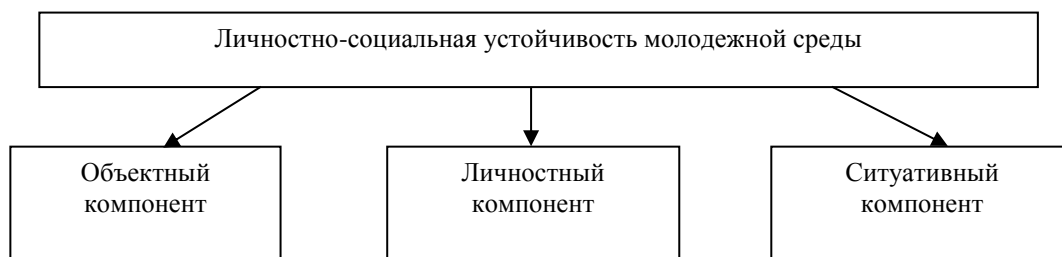 Личностно-социальная устойчивость молодежной среды
Объектный
компонент
Личностный
компонент
Ситуативный
компонент